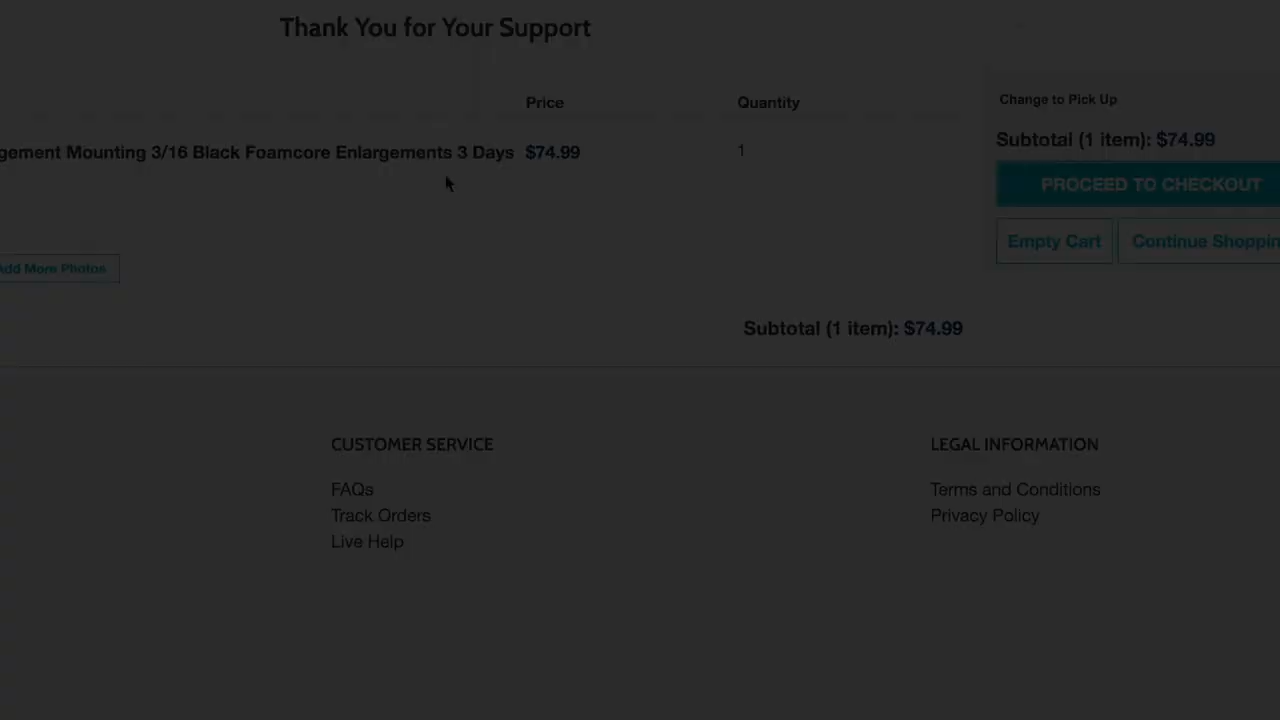 Thank You for Your Support
Price
Quantity
Change to Pick Up
Subtotal (1 item): $74.99
gement Mounting 3/16 Black Foamcore Enlargements 3 Days $74.99
1
PROCEED TO CHECKOUT
Empty Cart
Continue Shoppin
Add More Photos
Subtotal (1 item): $74.99
CUSTOMER SERVICE
LEGAL INFORMATION
FAQs
Terms and Conditions
Track Orders
Privacy Policy
Live Help